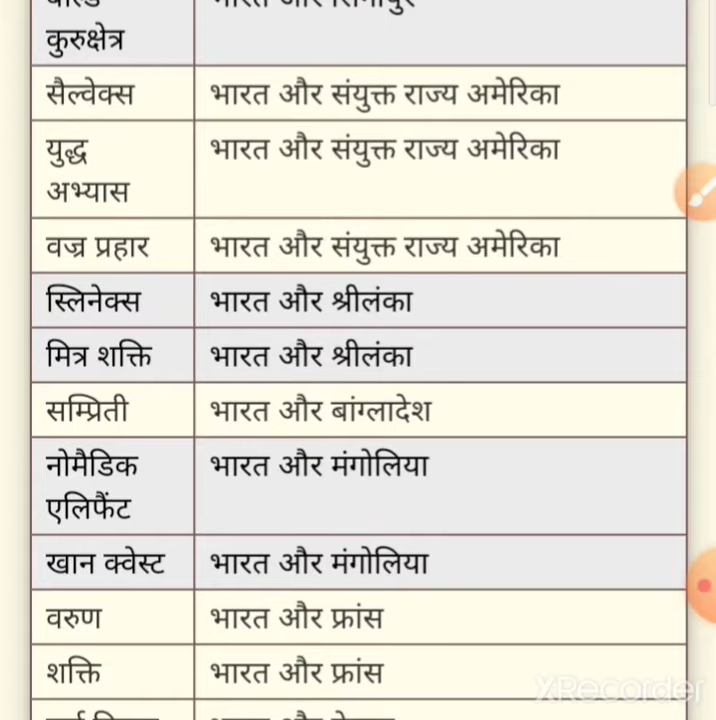 कुरुक्षेत्र
सैल्वेक्स भारत और संयुक्त राज्य अमेरिका
युद्ध भारत और संयुक्त राज्य अमेरिका
अभ्यास
वज्र प्रहार भारत और संयुक्त राज्य अमेरिका
स्लिनेक्स भारत और श्रीलंका
मित्र शक्ति भारत और श्रीलंका
सम्प्रिती भारत और बांग्लादेश
नोमैडिक भारत और मंगोलिया
एलिफैंट
खान क्वेस्ट भारत और मंगोलिया
वरुण भारत और फ्रांस
शक्ति भारत और फ्रांस
XRecorder